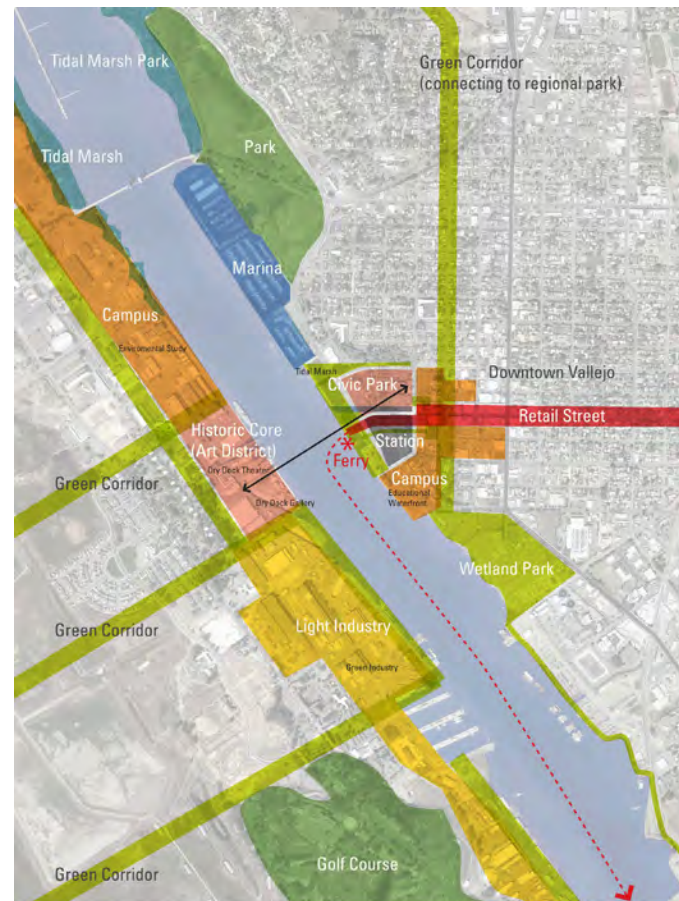 Tidal Marsh Park
Green Corridor
(connecting to regional park)
Park
Tidal Marsh
Marina
Campus
Enviromental Study
Tidal Marsh
Civic Park
Downtown Vallejo
Retail Street
Historic Core
(Art District)
Station
Ferry
Dry Dock Theater
Campus
Educational
Waterfront
Green Corridor
Dry Dock Gallery
Wetland Park
Light Industry
Green Corridor
Green Industry
Golf Course
Green Corridor